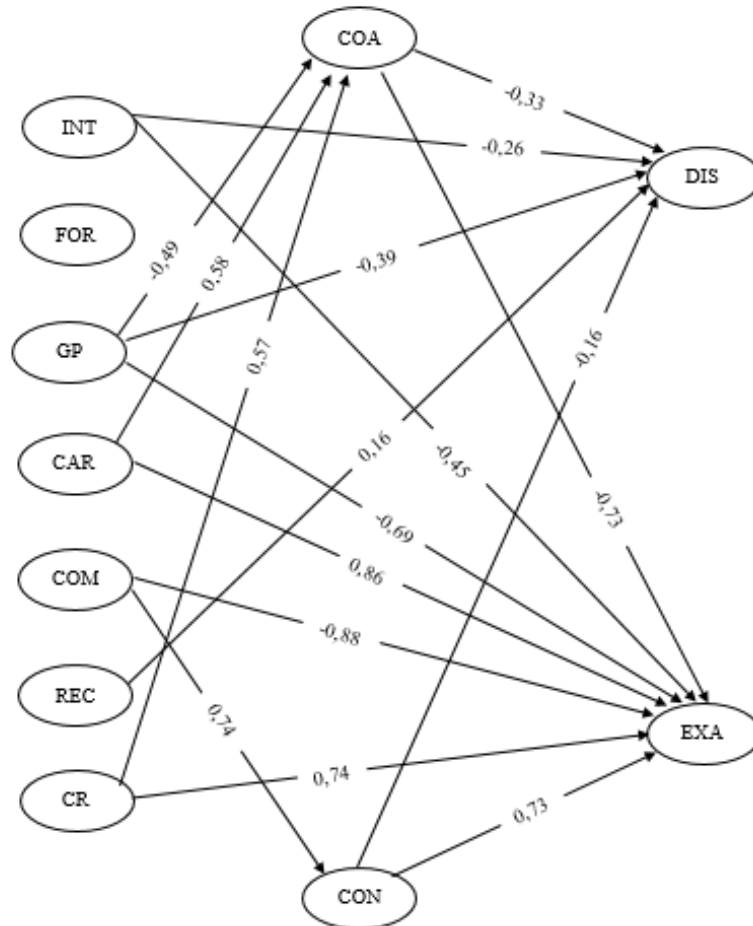 COA
-0,33
INT
-0,26
DIS
FOR
-0,49
0,58
-0,39
GP
0,57
-0,16
CAR
0,16
-0,45
-0,73
-0,69
0,86
COM
-0,88
REC
0,74
EXA
0,74
CR
0,73
CON